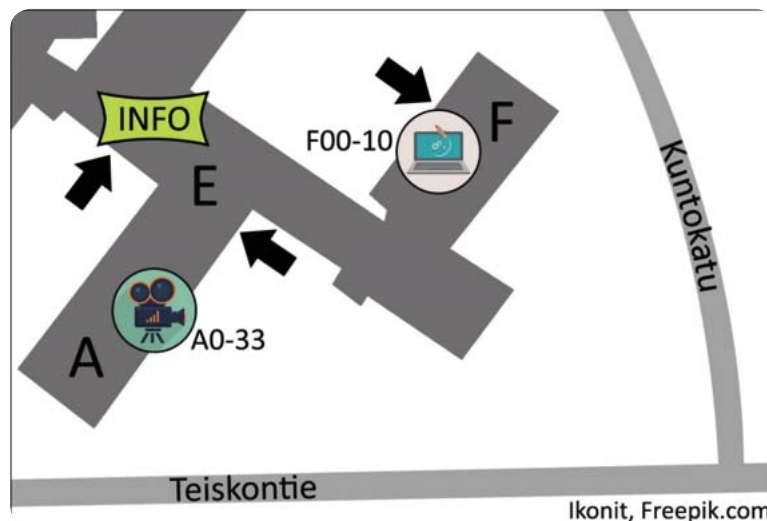 INFO
F00-10
F
E
Kuntokatu
A
A0-33
Teiskontie
Ikonit, Freepik.com